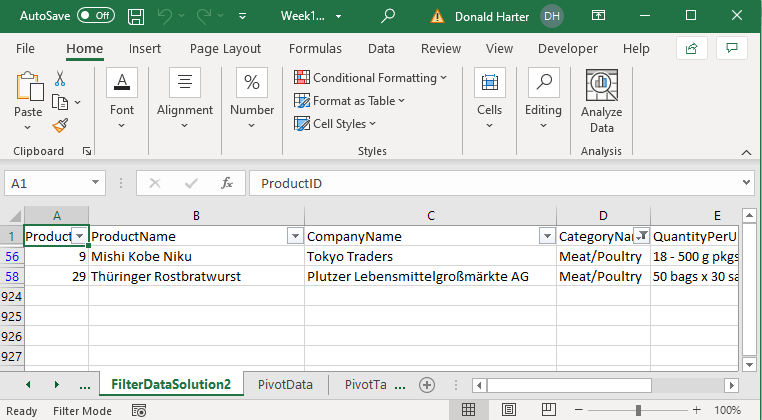 AutoSave Off Week1... Donald Harter DH
File Home Insert Page Layout Formulas Data Review View Developer Help
Paste Font Alignment % Number Conditional Formatting Format as Table Cell Styles Cells Editing Analyze Data
Clipboard Styles Analysis
A1 fx ProductID
A B C D E
1 Product ProductName CompanyName CategoryNa QuantityPerU
56 9 Mishi Kobe Niku Tokyo Traders Meat/Poultry 18 - 500 g pkgs
58 29 Thüringer Rostbratwurst Plutzer Lebensmittelgroßmärkte AG Meat/Poultry 50 bags x 30 sa
924
925
926
927
... FilterDataSolution2 PivotData PivotTa ...
Ready Filter Mode 100%